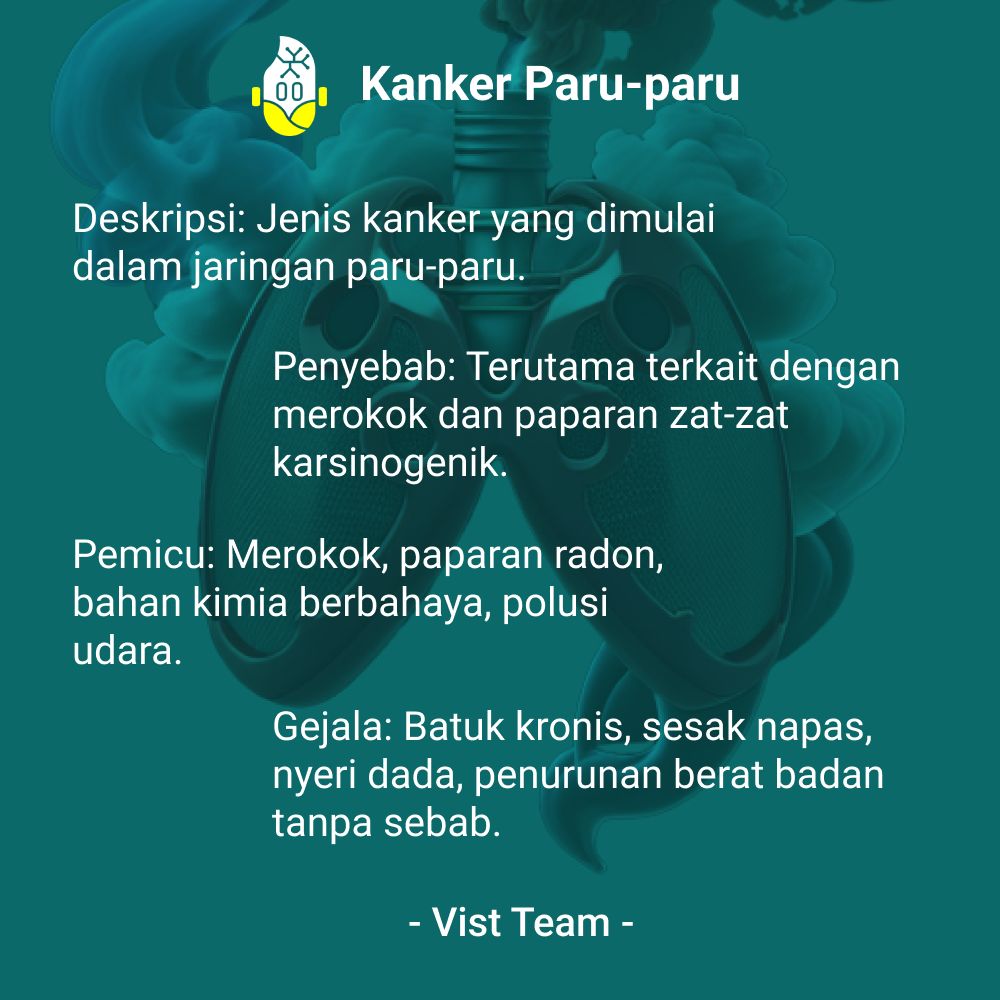 Kanker Paru-paru
Deskripsi: Jenis kanker yang dimulai
dalam jaringan paru-paru.
Penyebab: Terutama terkait dengan
merokok dan paparan zat-zat
karsinogenik.
Pemicu: Merokok, paparan radon,
bahan kimia berbahaya, polusi
udara.
Gejala: Batuk kronis, sesak napas,
nyeri dada, penurunan berat badan
tanpa sebab.
- Vist Team -